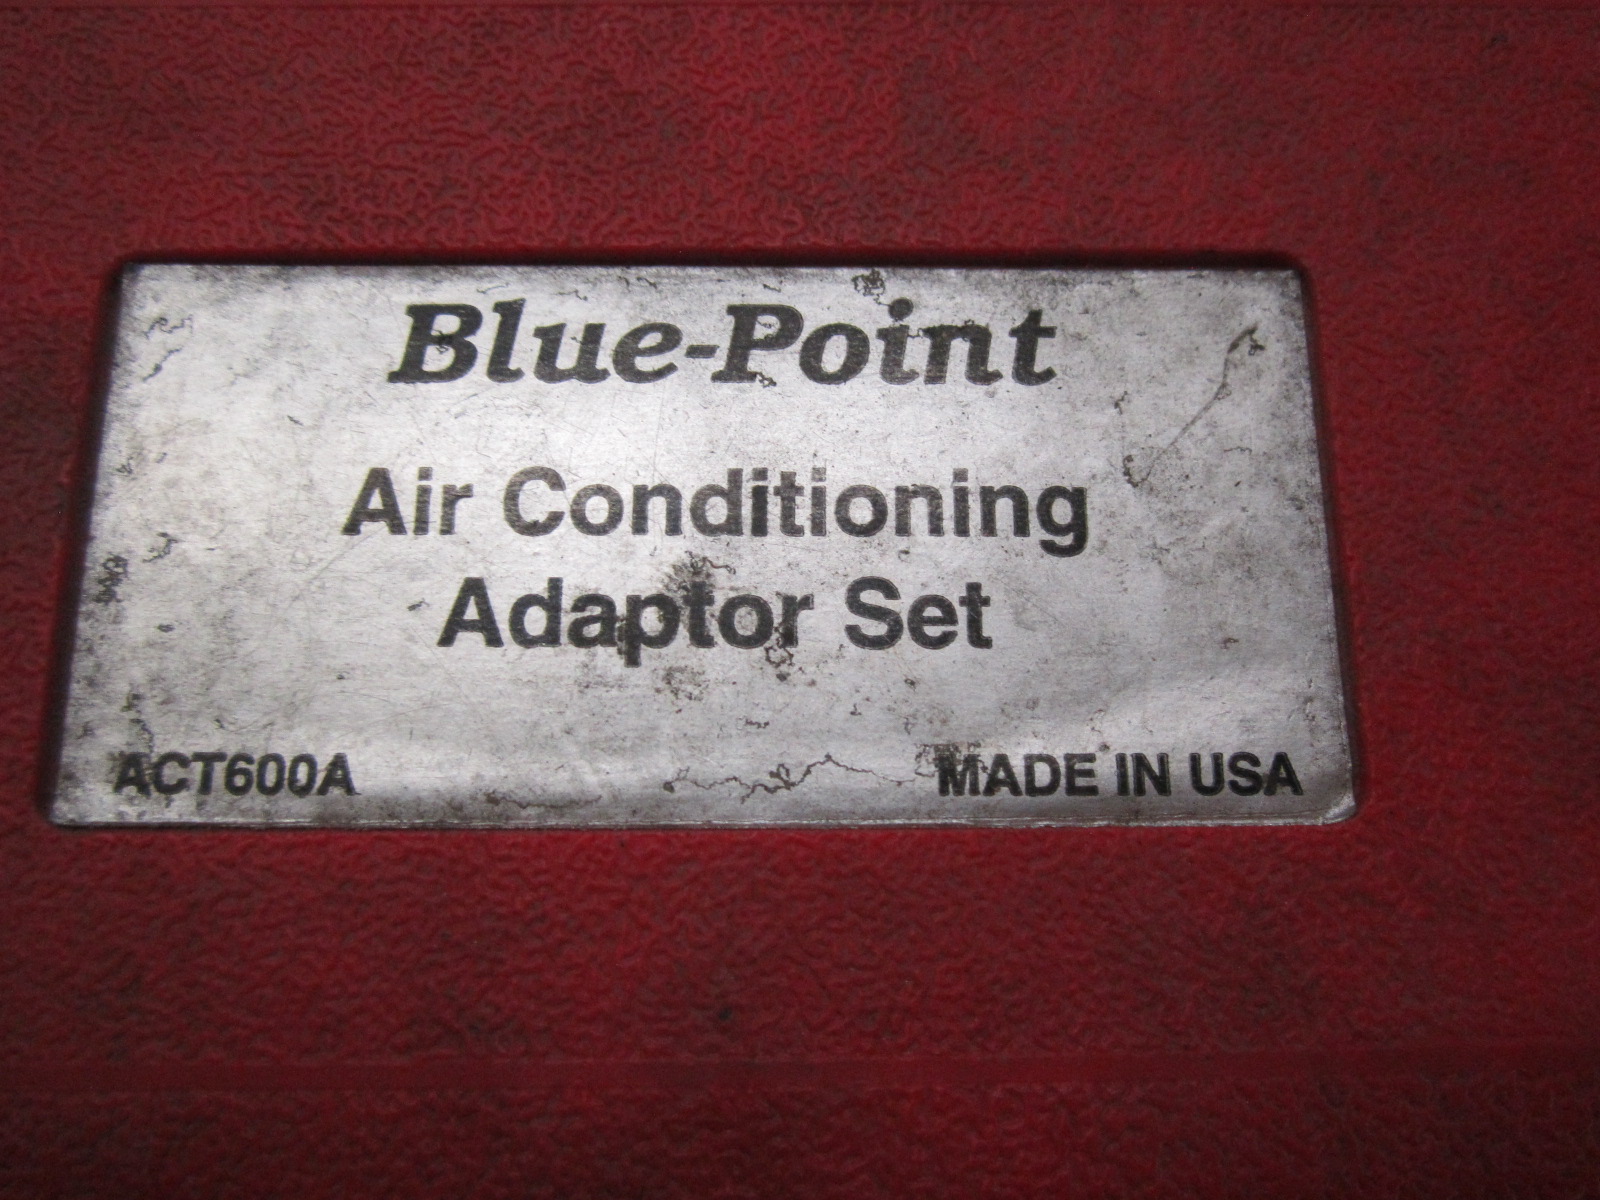 Blue-Point
Air Conditioning
Adaptor Set
ACT600A
MADE IN USA